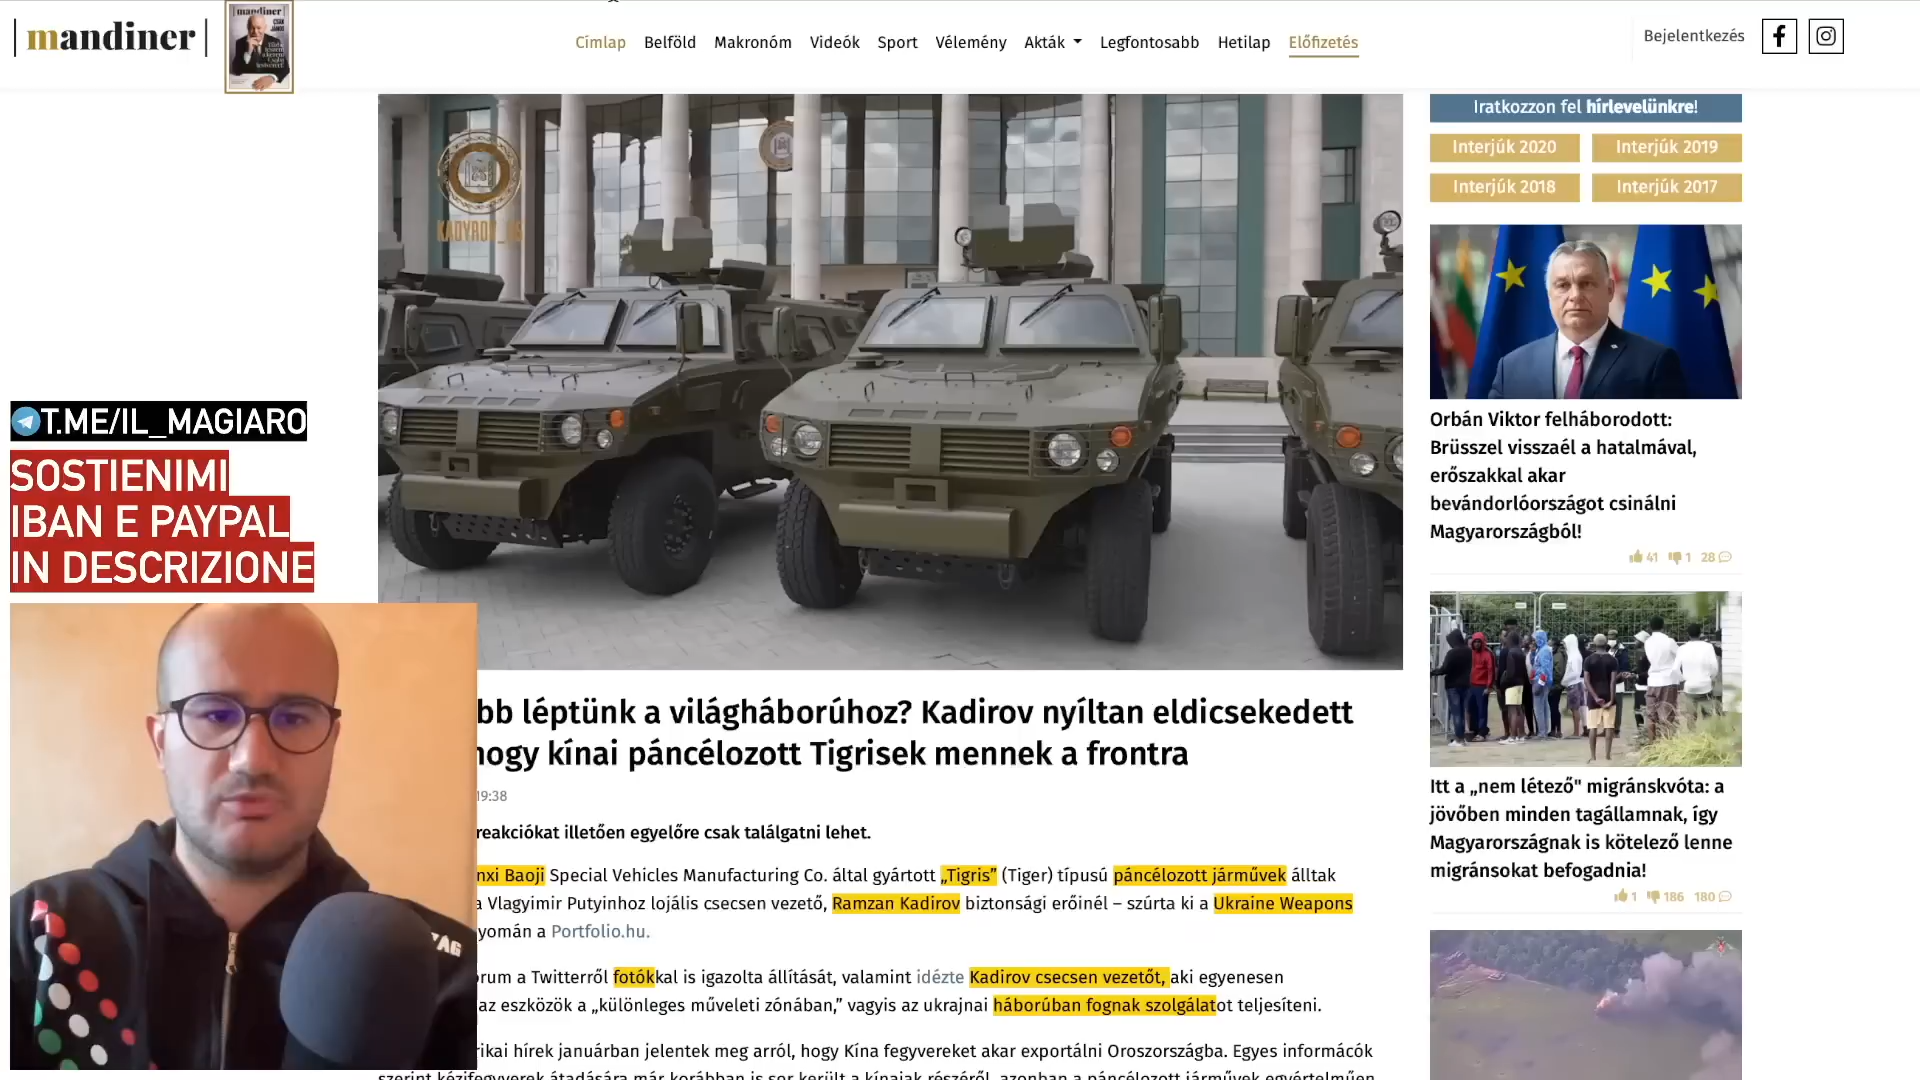 mandiner
mandiner
Címlap Belföld Makronóm Videók Sport Vélemény Akták Legfontosabb Hetilap Előfizetés
Bejelentkezés
Iratkozzon fel hírlevelünkre!
Interjúk 2020 Interjúk 2019
Interjúk 2018 Interjúk 2017
Orbán Viktor felháborodott:
Brüsszel visszaél a hatalmával,
erőszakkal akar
bevándorlóországot csinálni
Magyarországból!
41 1 28
Itt a „nem létező" migránskvóta: a
jövőben minden tagállamnak, így
Magyarországnak is kötelező lenne
migránsokat befogadnia!
1 186 180
T.ME/IL_MAGIARO
SOSTIENIMI
IBAN E PAYPAL
IN DESCRIZIONE
bb léptünk a világháborúhoz? Kadirov nyíltan eldicsekedett
hogy kínai páncélozott Tigrisek mennek a frontra
19:38
reakciókat illetően egyelőre csak találgatni lehet.
nxi Baoji Special Vehicles Manufacturing Co. által gyártott „Tigris” (Tiger) típusú páncélozott járművek álltak
a Vlagyimir Putyinhoz lojális csecsen vezető, Ramzan Kadirov biztonsági erőinél – szúrta ki a Ukraine Weapons
yomán a Portfolio.hu.
órum a Twitterről fotókkal is igazolta állítását, valamint idézte Kadirov csecsen vezetőt, aki egyenesen
az eszközök a „különleges műveleti zónában,” vagyis az ukrajnai háborúban fognak szolgálatot teljesíteni.
rikai hírek januárban jelentek meg arról, hogy Kína fegyvereket akar exportálni Oroszországba. Egyes informácók
szerint kézifegyverek átadására már korábban is sor került a kínaiak részéről, azonban a páncélozott járművek egyértelműen